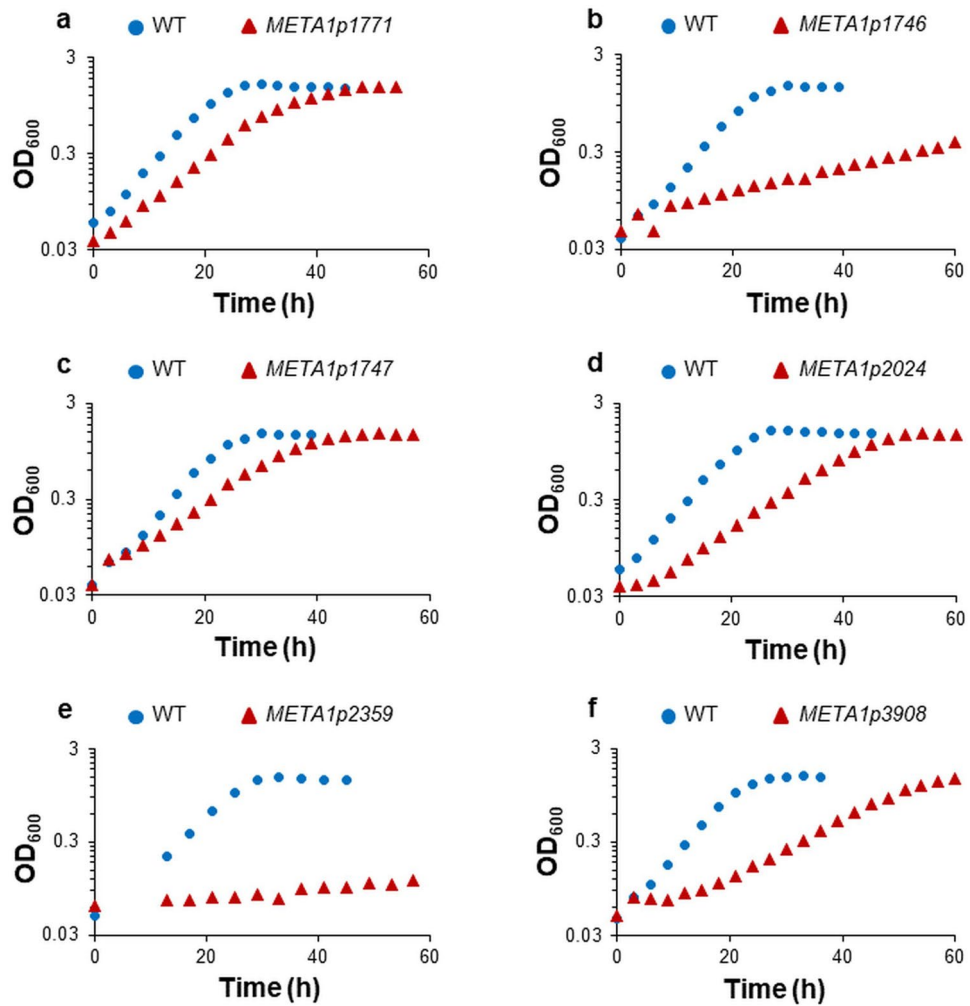 a WT META1p1771
b WT META1p1746
3
0.3
0.03
OD600
0 20 40 60
Time (h)
3
0.3
0.03
OD600
0 20 40 60
Time (h)
c WT META1p1747
d WT META1p2024
3
0.3
0.03
OD600
0 20 40 60
Time (h)
3
0.3
0.03
OD600
0 20 40 60
Time (h)
e WT META1p2359
f WT META1p3908
3
0.3
0.03
OD600
0 20 40 60
Time (h)
3
0.3
0.03
OD600
0 20 40 60
Time (h)